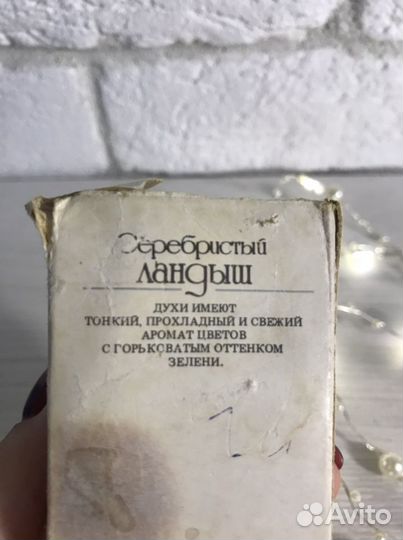 Серебристый
ландыш
ДУХИ ИМЕЮТ
ТОНКИЙ, ПРОХЛАДНЫЙ И СВЕЖИЙ
АРОМАТ ЦВЕТОВ
С ГОРЬКОВАТЫМ ОТТЕНКОМ
ЗЕЛЕНИ.
Avito